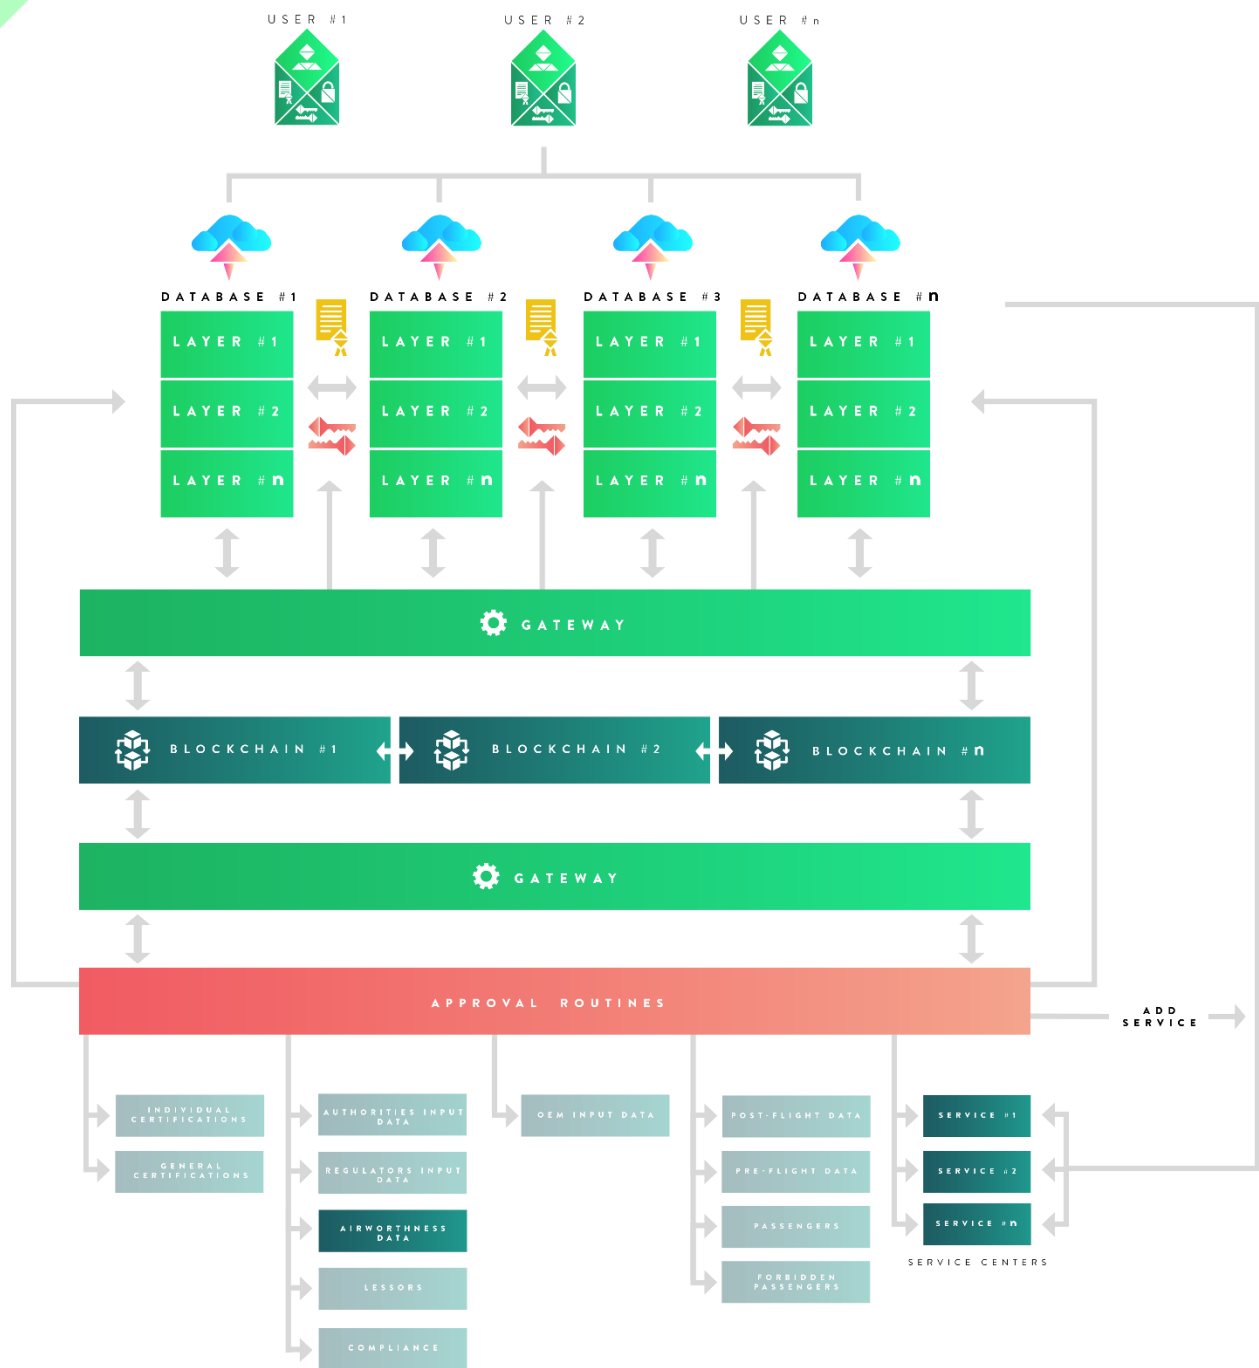 USER #1
USER #2
USER #n
DATABASE #1
DATABASE #2
DATABASE #3
DATABASE #n
LAYER #1
LAYER #1
LAYER #1
LAYER #1
LAYER #2
LAYER #2
LAYER #2
LAYER #2
LAYER #n
LAYER #n
LAYER #n
LAYER #n
GATEWAY
BLOCKCHAIN #1
BLOCKCHAIN #2
BLOCKCHAIN #n
GATEWAY
APPROVAL ROUTINES
ADD
SERVICE
INDIVIDUAL
CERTIFICATIONS
GENERAL
CERTIFICATIONS
AUTHORITIES INPUT
DATA
REGULATORS INPUT
DATA
AIRWORTHNESS
DATA
LESSORS
COMPLIANCE
OEM INPUT DATA
POST-FLIGHT DATA
PRE-FLIGHT DATA
PASSENGERS
FORBIDDEN
PASSENGERS
SERVICE #1
SERVICE #2
SERVICE #n
SERVICE CENTERS